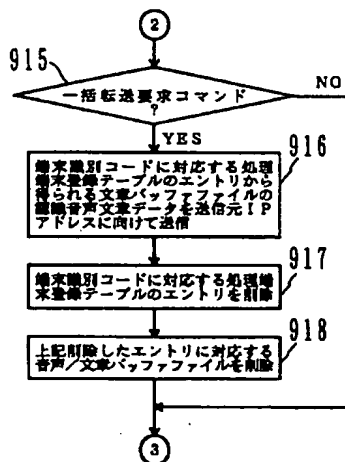 2
915
一括転送要求コマンド
?
NO
YES
916
端末識別コードに対応する処理
端末登録テーブルのエントリから
得られる文章バッファファイルの
認識音声文章データを送信元IP
アドレスに向けて送信
917
端末識別コードに対応する処理端
末登録テーブルのエントリを削除
918
上記削除したエントリに対応する
音声/文章バッファファイルを削除
3